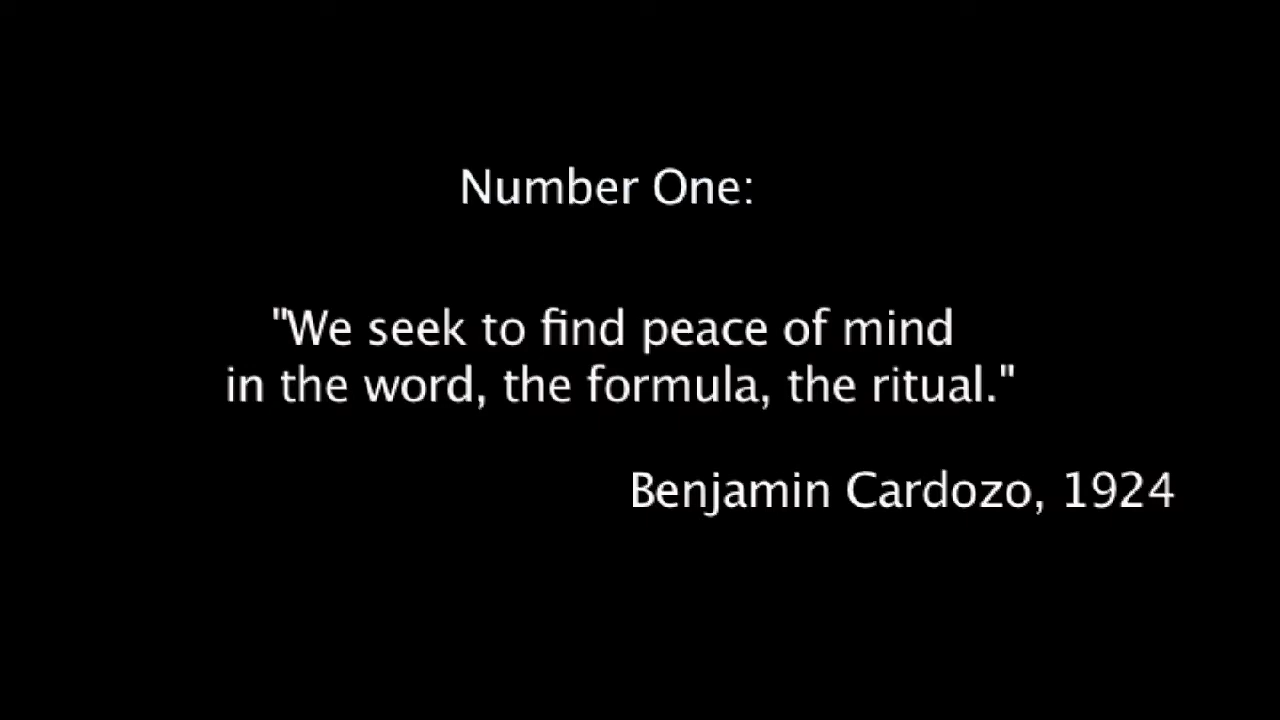 Number One:
"We seek to find peace of mind
in the word, the formula, the ritual."
Benjamin Cardozo, 1924